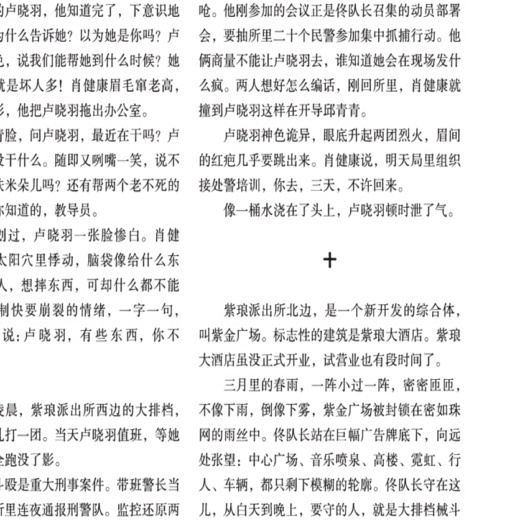 的卢晓羽，他知道完了，下意识地
为什么告诉她？以为她是你吗？卢
色，说我们能帮她到什么时候？她
就是坏人多！肖健康眉毛窜老高，
形，他把卢晓羽拖出办公室。
青脸，问卢晓羽，最近在干吗？卢
没干什么。随即又咧嘴一笑，说不
米朵儿吗？还有帮两个老不死的
你知道的，教导员。
划过，卢晓羽一张脸惨白。肖健
太阳穴里悸动，脑袋像给什么东
人，想摔东西，可却什么都不能
制快要崩裂的情绪，一字一句，
说：卢晓羽，有些东西，你不
凌晨，紫琅派出所西边的大排档，
扎打一团。当天卢晓羽值班，等她
全跑没了影。
斗殴是重大刑事案件。带班警长当
所里连夜通报刑警队。监控还原两
呛。他刚参加的会议正是佟队长召集的动员部署
会，要抽所里二十个民警参加集中抓捕行动。他
俩商量不能让卢晓羽去，谁知道她会在现场发什
么疯。两人想好怎么编话，刚回所里，肖健康就
撞到卢晓羽这样在开导邱青青。
卢晓羽神色诡异，眼底升起两团烈火，眉间
的红疱几乎要跳出来。肖健康说，明天局里组织
接处警培训，你去，三天，不许回来。
像一桶水浇在了头上，卢晓羽顿时泄了气。
十
紫琅派出所北边，是一个新开发的综合体，
叫紫金广场。标志性的建筑是紫琅大酒店。紫琅
大酒店虽没正式开业，试营业也有段时间了。
三月里的春雨，一阵小过一阵，密密匝匝，
不像下雨，倒像下雾，紫金广场被封锁在密如珠
网的雨丝中。佟队长站在巨幅广告牌底下，向远
处张望；中心广场、音乐喷泉、高楼、霓虹、行
人、车辆，都只剩下模糊的轮廓。佟队长守在这
儿，从白天到晚上，要守的人，就是大排档械斗